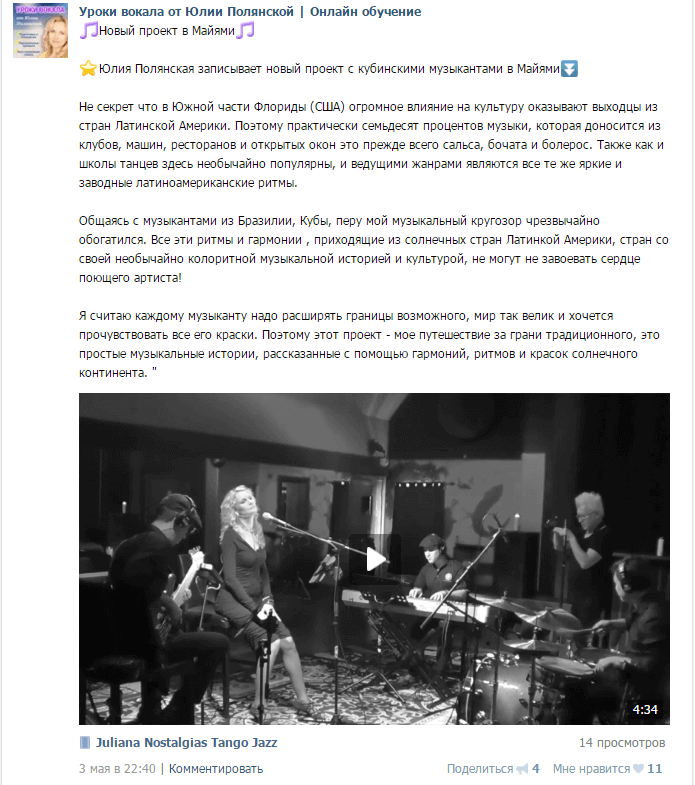 УРОКИ ВОКАЛА
от Юлии
Полянской
Уроки вокала от Юлии Полянской | Онлайн обучение
Новый проект в Майями
Юлия Полянская записывает новый проект с кубинскими музыкантами в Майями
Не секрет что в Южной части Флориды (США) огромное влияние на культуру оказывают выходцы из
стран Латинской Америки. Поэтому практически семьдесят процентов музыки, которая доносится из
клубов, машин, ресторанов и открытых окон это прежде всего сальса, бочата и болерос. Также как и
школы танцев здесь необычайно популярны, и ведущими жанрами являются все те же яркие и
заводные латиноамериканские ритмы.
Общаясь с музыкантами из Бразилии, Кубы, перу мой музыкальный кругозор чрезвычайно
обогатился. Все эти ритмы и гармонии , приходящие из солнечных стран Латинкой Америки, стран со
своей необычайно колоритной музыкальной историей и культурой, не могут не завоевать сердце
поющего артиста!
Я считаю каждому музыканту надо расширять границы возможного, мир так велик и хочется
прочувствовать все его краски. Поэтому этот проект - мое путешествие за грани традиционного, это
простые музыкальные истории, рассказанные с помощью гармоний, ритмов и красок солнечного
континента. "
4:34
Juliana Nostalgias Tango Jazz
14 просмотров
3 мая в 22:40 | Комментировать
Поделиться 4 Мне нравится 11